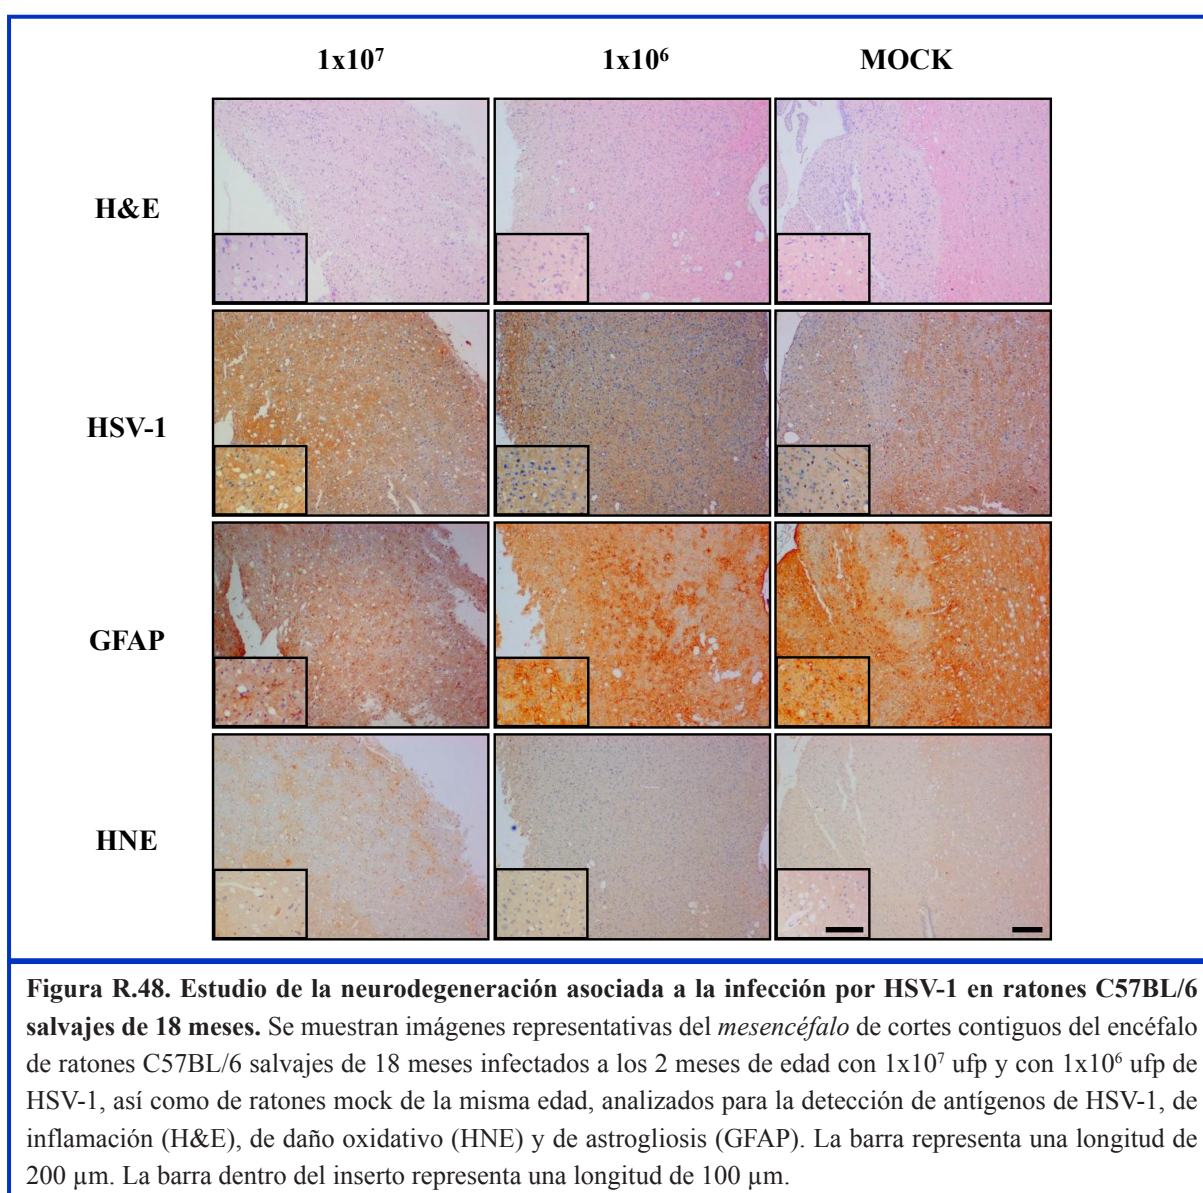 1x10⁷ 1x10⁶ MOCK
H&E
HSV-1
GFAP
HNE
Figura R.48. Estudio de la neurodegeneración asociada a la infección por HSV-1 en ratones C57BL/6
salvajes de 18 meses. Se muestran imágenes representativas del mesencéfalo de cortes contiguos del encéfalo
de ratones C57BL/6 salvajes de 18 meses infectados a los 2 meses de edad con 1x10⁷ ufp y con 1x10⁶ ufp de
HSV-1, así como de ratones mock de la misma edad, analizados para la detección de antígenos de HSV-1, de
inflamación (H&E), de daño oxidativo (HNE) y de astrogliosis (GFAP). La barra representa una longitud de
200 µm. La barra dentro del inserto representa una longitud de 100 µm.